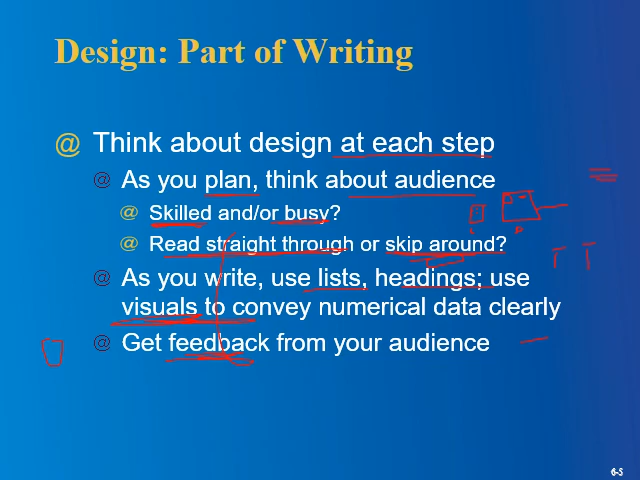 Design: Part of Writing
@ Think about design at each step
@ As you plan, think about audience
@ Skilled and/or busy?
@ Read straight through or skip around?
@ As you write, use lists, headings; use
visuals to convey numerical data clearly
@ Get feedback from your audience
6-5